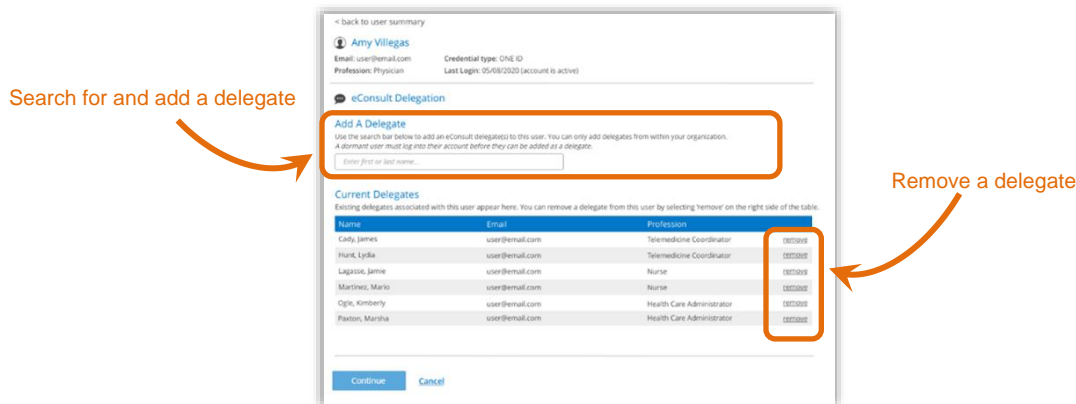 < back to user summary
Amy Villegas
Email: user@email.com Credential type: ONE ID
Profession: Physician Last Login: 05/08/2020 (account is active)
Search for and add a delegate
eConsult Delegation
Add A Delegate
Use the search bar below to add an eConsult delegate(s) to this user. You can only add delegates from within your organization.
A dormant user must log into their account before they can be added as a delegate.
Enter first or last name...
Remove a delegate
Current Delegates
Existing delegates associated with this user appear here. You can remove a delegate from this user by selecting 'remove' on the right side of the table.
Name Email Profession
Cady, James user@email.com Telemedicine Coordinator remove
Hunt, Lydia user@email.com Telemedicine Coordinator remove
Lagasse, Jamie user@email.com Nurse remove
Martinez, Mario user@email.com Nurse remove
Ogle, Kimberly user@email.com Health Care Administrator remove
Paxton, Marsha user@email.com Health Care Administrator remove
Continue Cancel